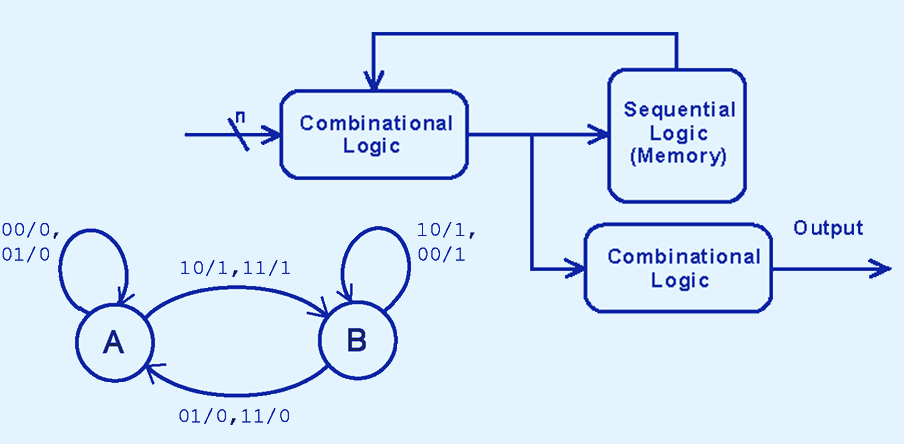 n
Combinational
Logic
Sequential
Logic
(Memory)
Combinational
Logic
Output
00/0,
01/0
10/1,11/1
10/1,
00/1
A
B
01/0,11/0